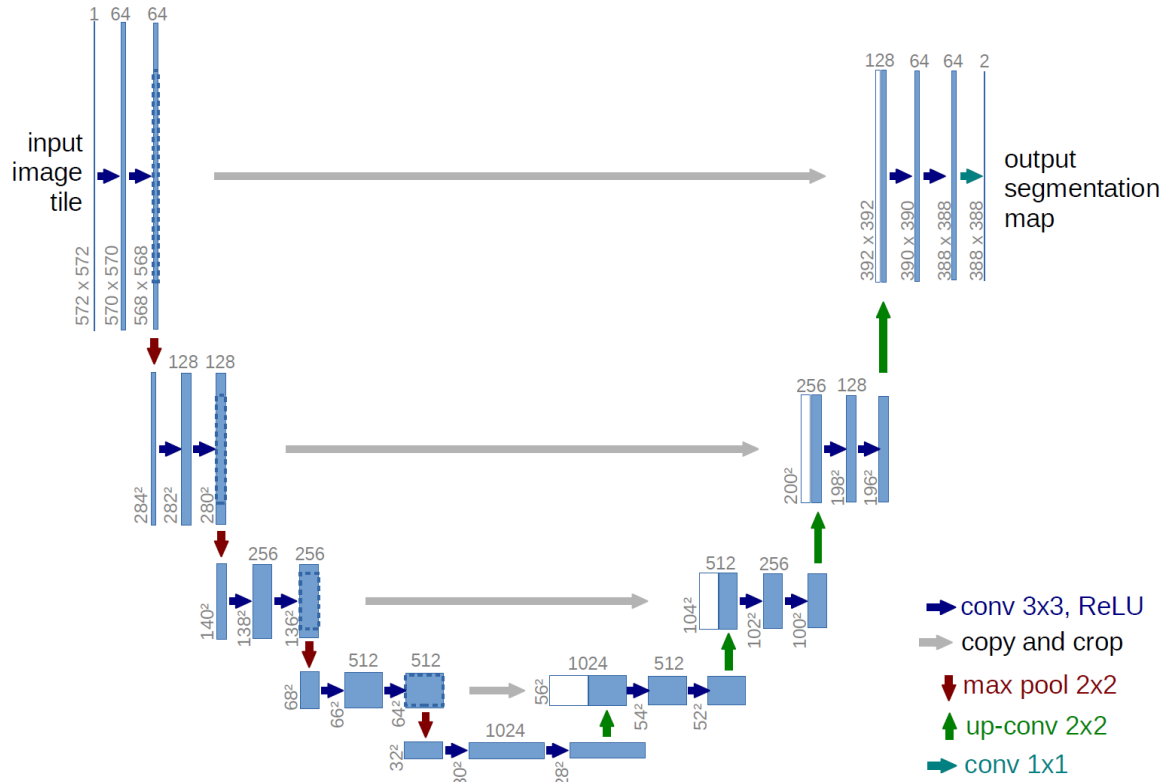 1 64 64
input
image
tile
572 x 572
570 x 570
568 x 568
128 64 64 2
output
segmentation
map
392 x 392
390 x 390
388 x 388
388 x 388
128 128
284²
282²
280²
256 128
200²
198²
196²
256 256
140²
138²
136²
512 256
104²
102²
100²
512 512
68²
66²
64²
1024 512
56²
54²
52²
1024
32²
30²
28²
conv 3x3, ReLU
copy and crop
max pool 2x2
up-conv 2x2
conv 1x1